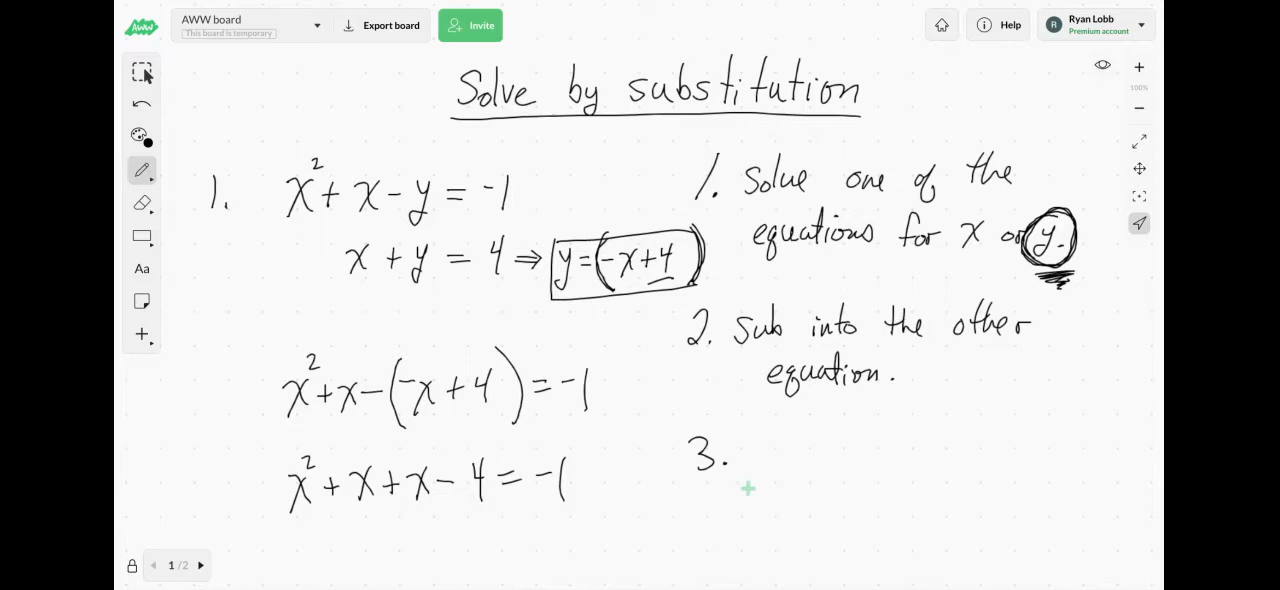 AWW
AWW board
This board is temporary
Export board
Invite
Help
R
Ryan Lobb
Premium account
100%
Aa
Solve by substitution
1. x² + x - y = -1
x + y = 4 ⇒ y = (-x+4)
x² + x - (-x + 4) = -1
x² + x + x - 4 = -1
1. Solve one of the
equations for x or y.
2. Sub into the other
equation.
3.
1 / 2